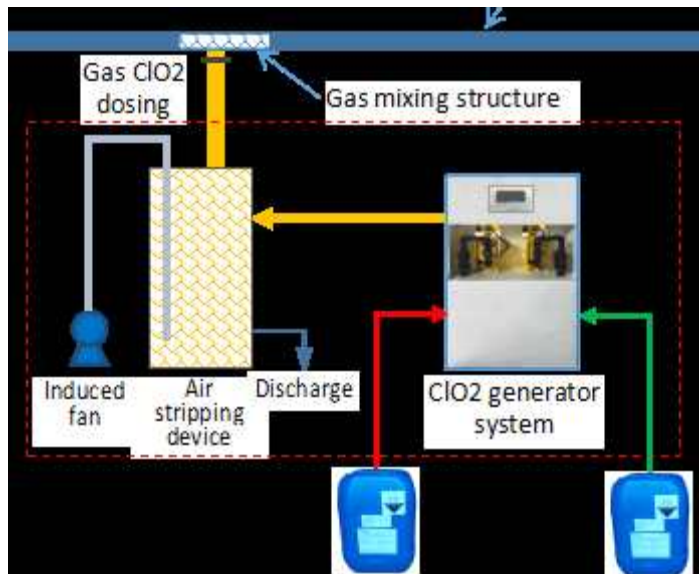 Gas ClO2
dosing
Gas mixing structure
Induced
fan
Air
stripping
device
Discharge
ClO2 generator
system